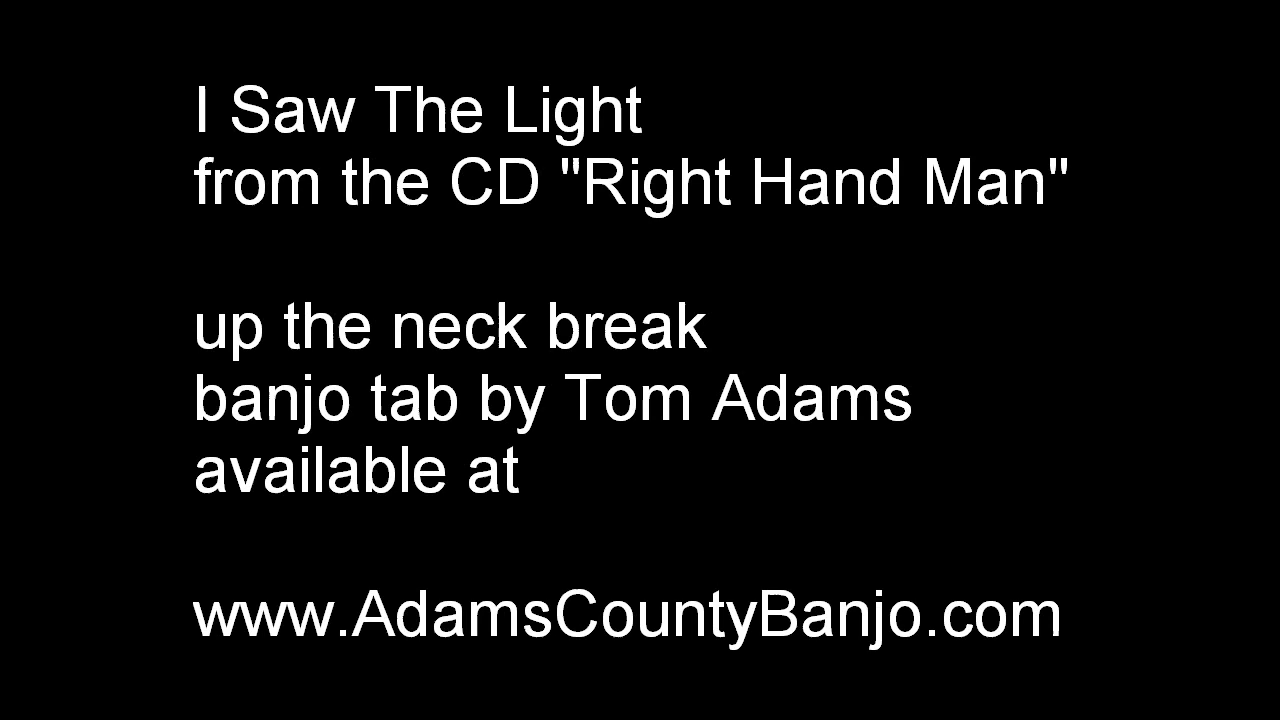 I Saw The Light
from the CD "Right Hand Man"
up the neck break
banjo tab by Tom Adams
available at
www.AdamsCountyBanjo.com